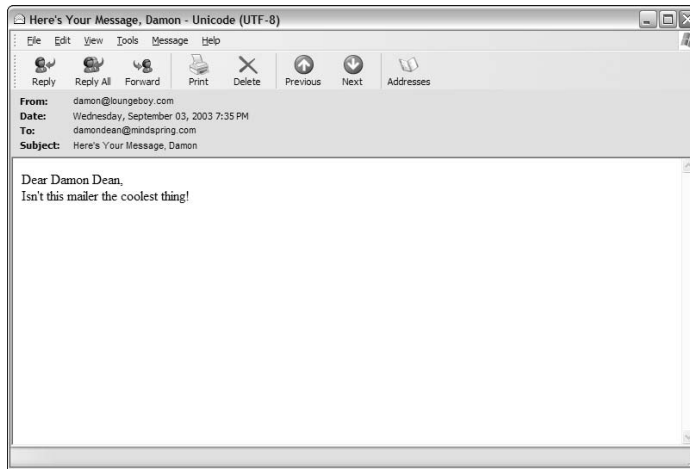 Here's Your Message, Damon - Unicode (UTF-8)
File Edit View Tools Message Help
Reply Reply All Forward Print Delete Previous Next Addresses
From: damon@loungeboy.com
Date: Wednesday, September 03, 2003 7:35 PM
To: damondean@mindspring.com
Subject: Here's Your Message, Damon
Dear Damon Dean,
Isn't this mailer the coolest thing!